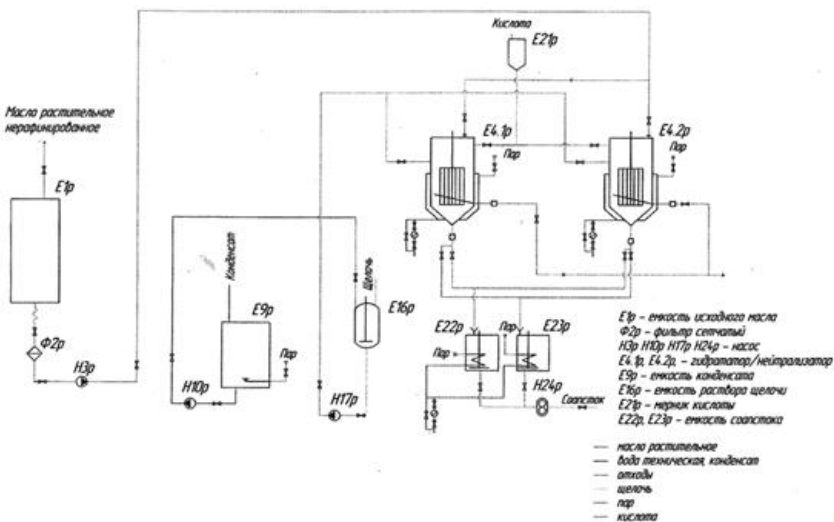 Кислота
Е21р
Масло растительное
нерафинированное
Е1р
Е4.1р
Пар
Е4.2р
Пар
Конденсат
Щелочь
Е9р
Е16р
Пар
Ф2р
Н3р
Н10р
Н17р
Е22р
Е23р
Пар
Пар
Н24р
Соапсток
Е1р – емкость исходного масла
Ф2р – фильтр сетчатый
Н3р Н10р Н17р Н24р – насос
Е4.1р, Е4.2р, – гидрататор/нейтрализатор
Е9р – емкость конденсата
Е16р – емкость раствора щелочи
Е21р – мерник кислоты
Е22р, Е23р – емкость соапстока
масло растительное
вода техническая, конденсат
отходы
щелочь
пар
кислота